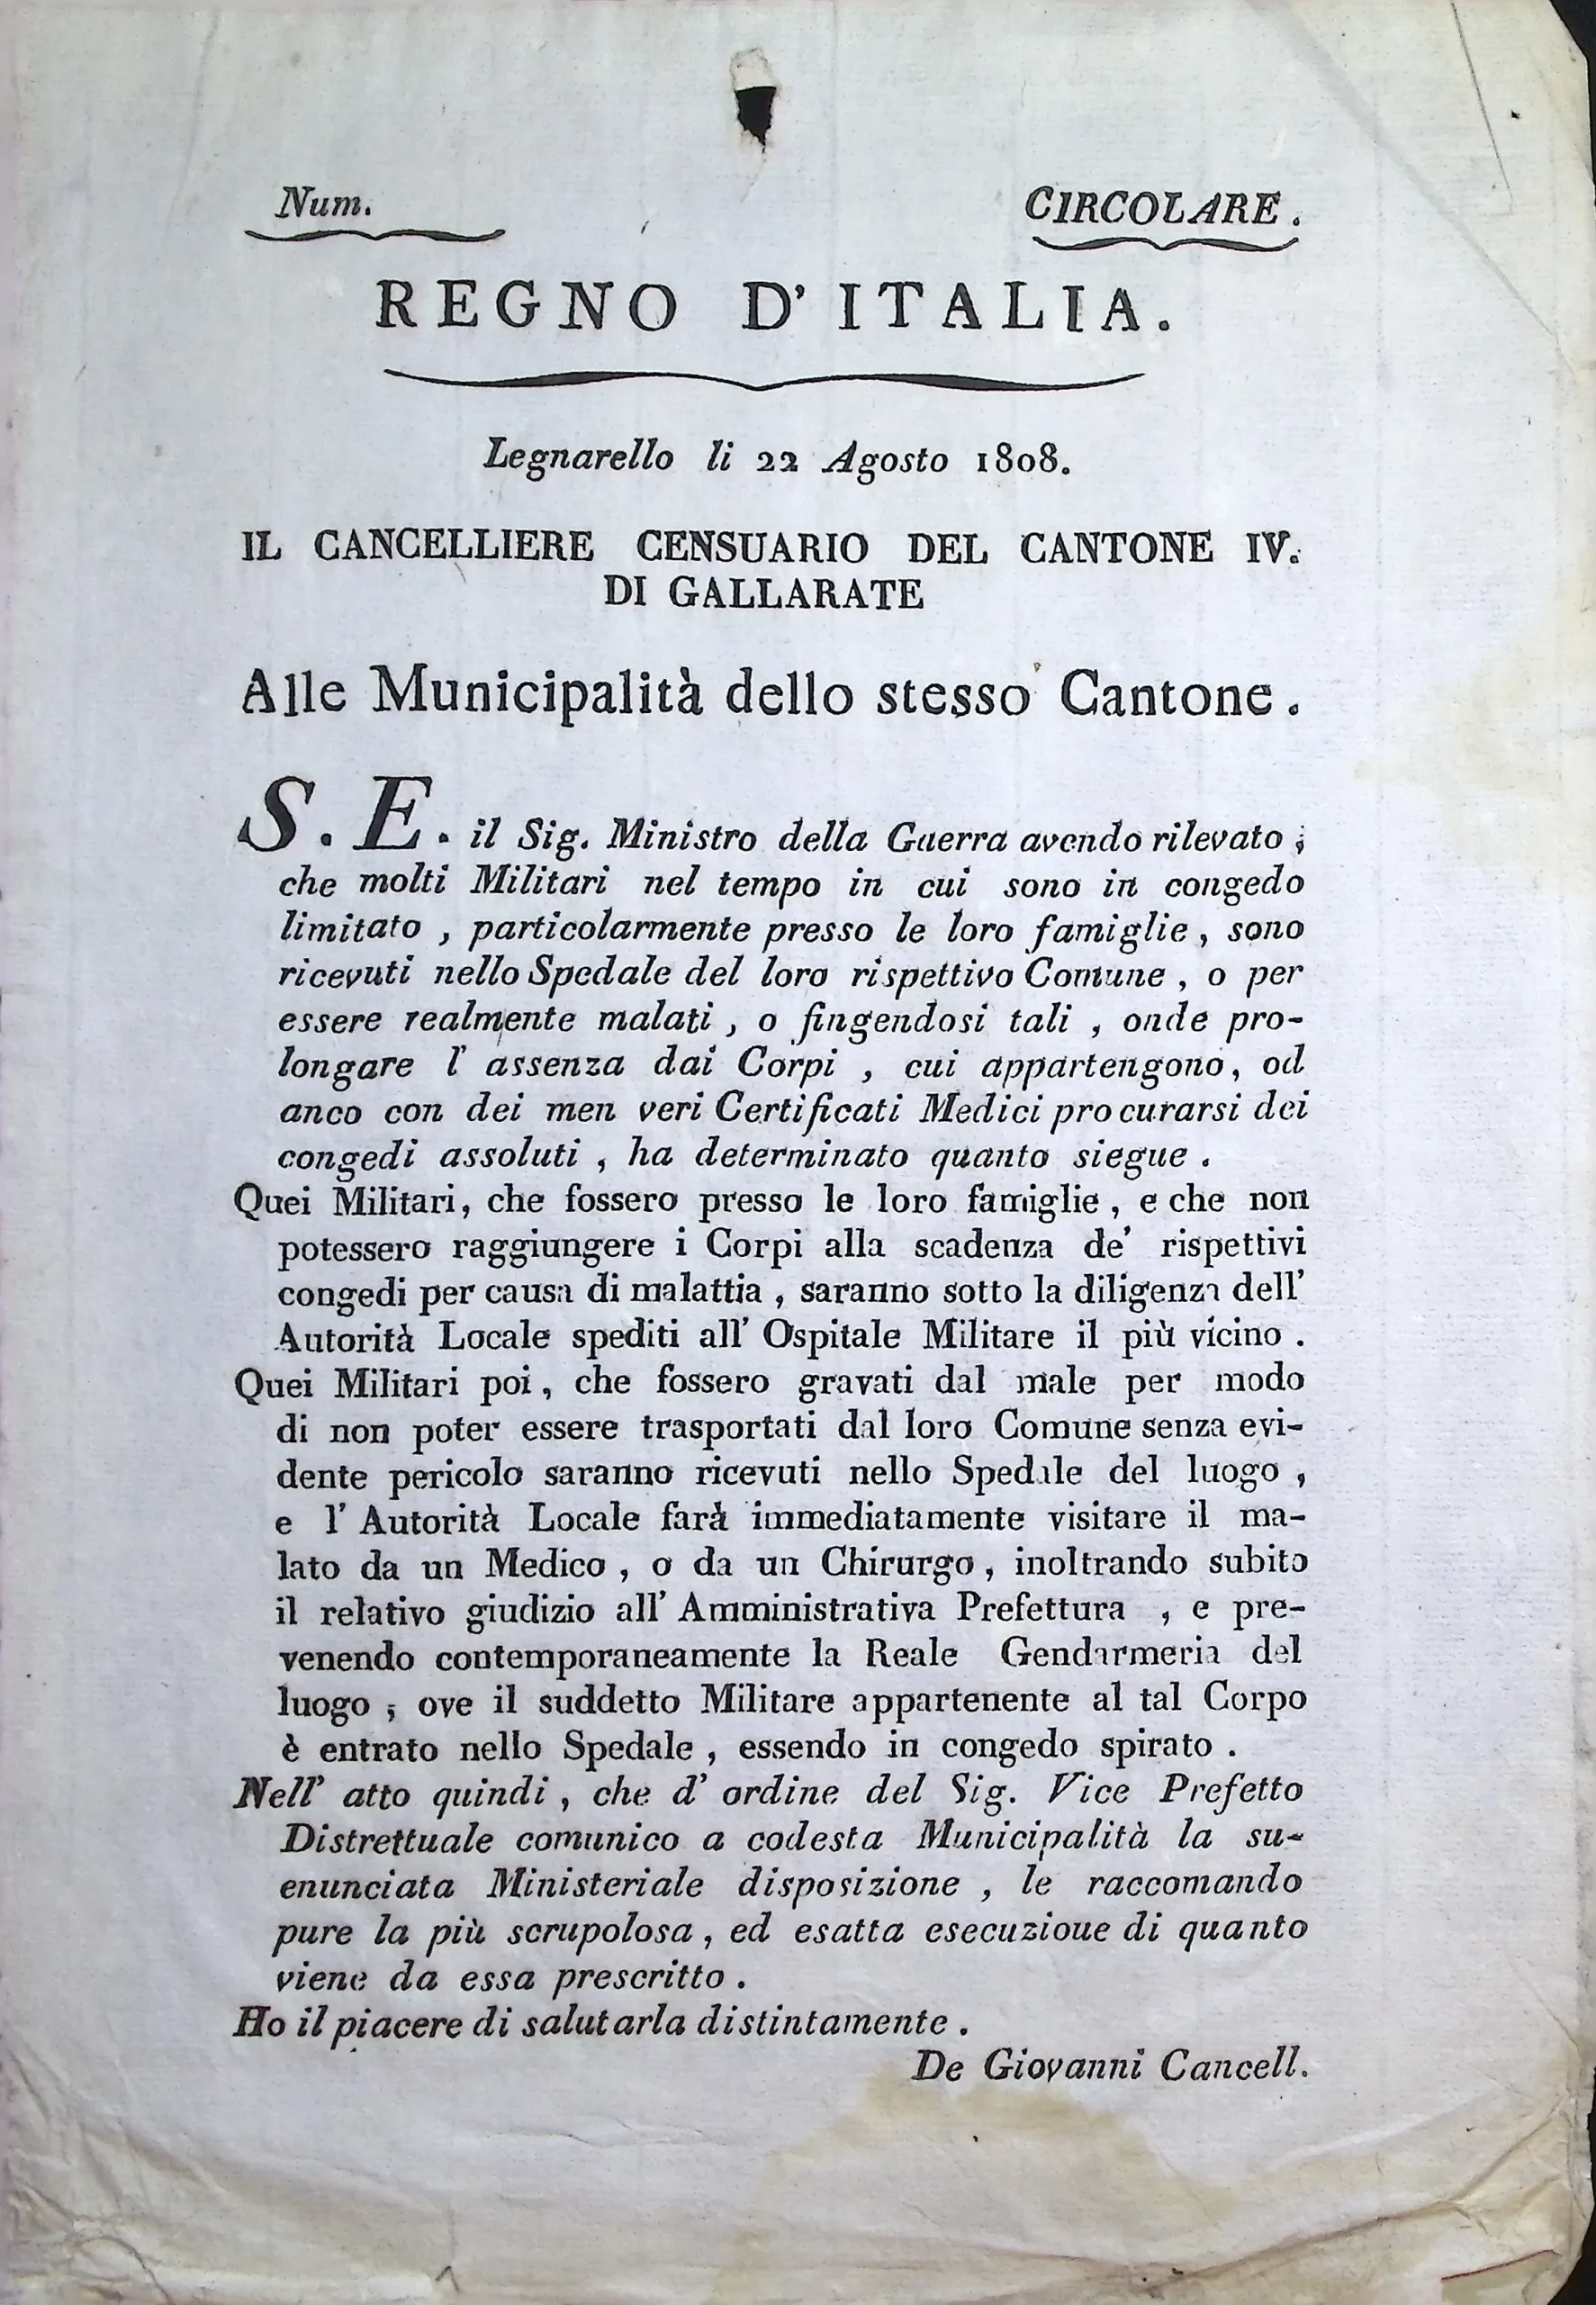 Num.
CIRCOLARE.
REGNO D'ITALIA.
Legnarello li 22 Agosto 1808.
IL CANCELLIERE CENSUARIO DEL CANTONE IV.
DI GALLARATE
Alle Municipalità dello stesso Cantone.
S. E. il Sig. Ministro della Guerra avendo rilevato;
che molti Militari nel tempo in cui sono in congedo
limitato, particolarmente presso le loro famiglie, sono
ricevuti nello Spedale del loro rispettivo Comune, o per
essere realmente malati, o fingendosi tali, onde pro-
longare l' assenza dai Corpi, cui appartengono, od
anco con dei men veri Certificati Medici procurarsi dei
congedi assoluti, ha determinato quanto siegue.
Quei Militari, che fossero presso le loro famiglie, e che non
potessero raggiungere i Corpi alla scadenza de' rispettivi
congedi per causa di malattia, saranno sotto la diligenza dell'
Autorità Locale spediti all' Ospitale Militare il più vicino.
Quei Militari poi, che fossero gravati dal male per modo
di non poter essere trasportati dal loro Comune senza evi-
dente pericolo saranno ricevuti nello Spedale del luogo,
e l' Autorità Locale farà immediatamente visitare il ma-
lato da un Medico, o da un Chirurgo, inoltrando subito
il relativo giudizio all' Amministrativa Prefettura, e pre-
venendo contemporaneamente la Reale Gendarmeria del
luogo; ove il suddetto Militare appartenente al tal Corpo
è entrato nello Spedale, essendo in congedo spirato.
Nell' atto quindi, che d' ordine del Sig. Vice Prefetto
Distrettuale comunico a codesta Municipalità la su-
enunciata Ministeriale disposizione, le raccomando
pure la più scrupolosa, ed esatta esecuzioue di quanto
viene da essa prescritto.
Ho il piacere di salutarla distintamente.
De Giovanni Cancell.